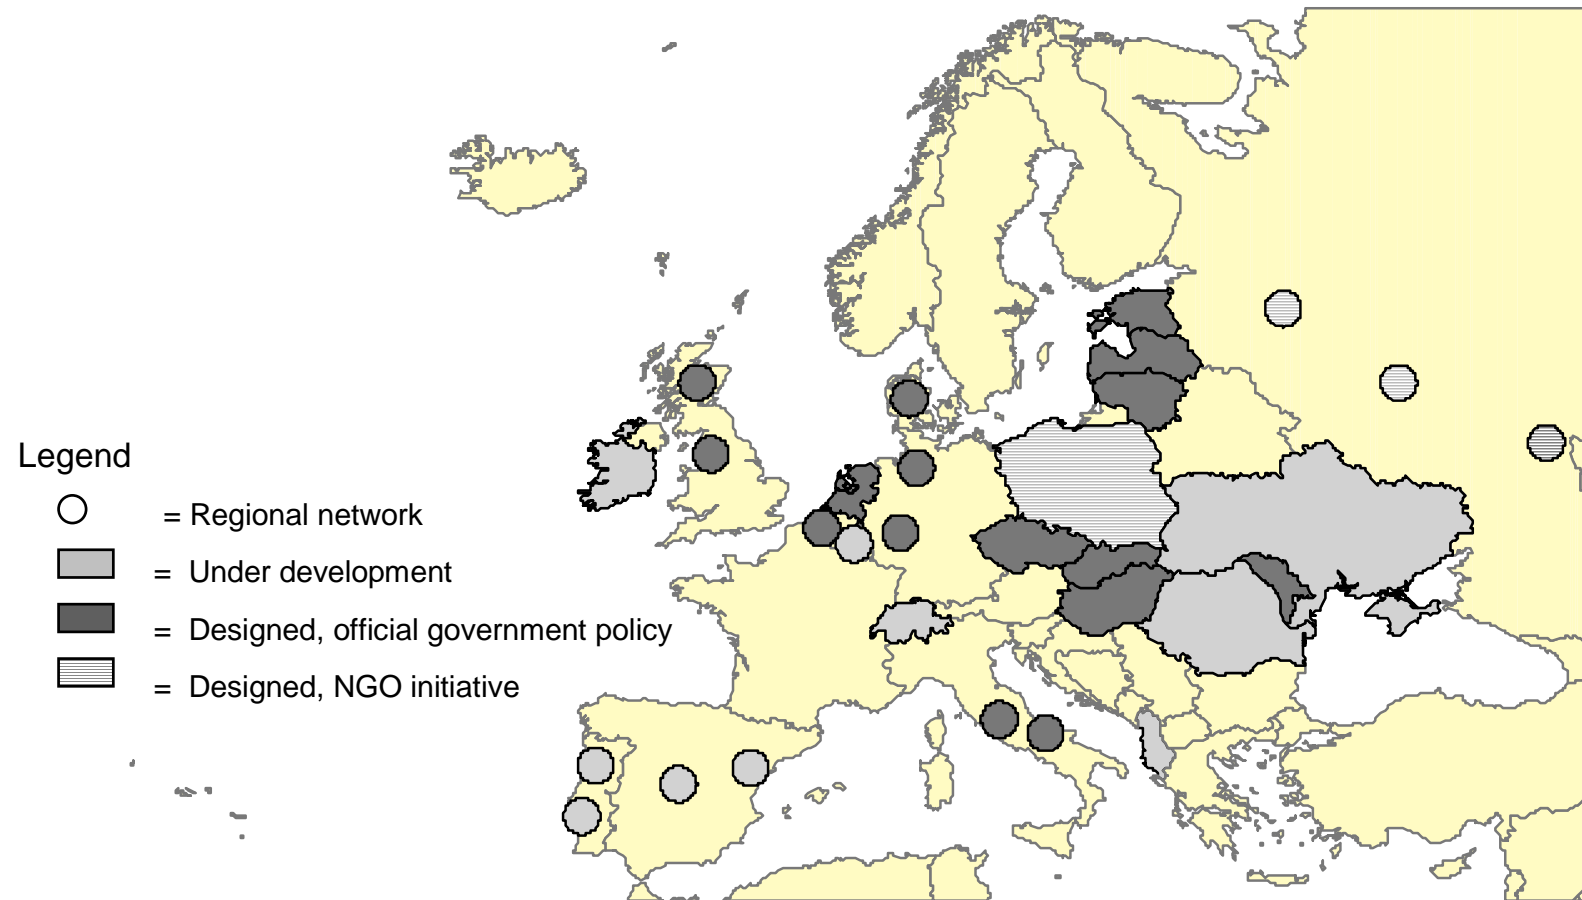 Legend
= Regional network
= Under development
= Designed, official government policy
= Designed, NGO initiative